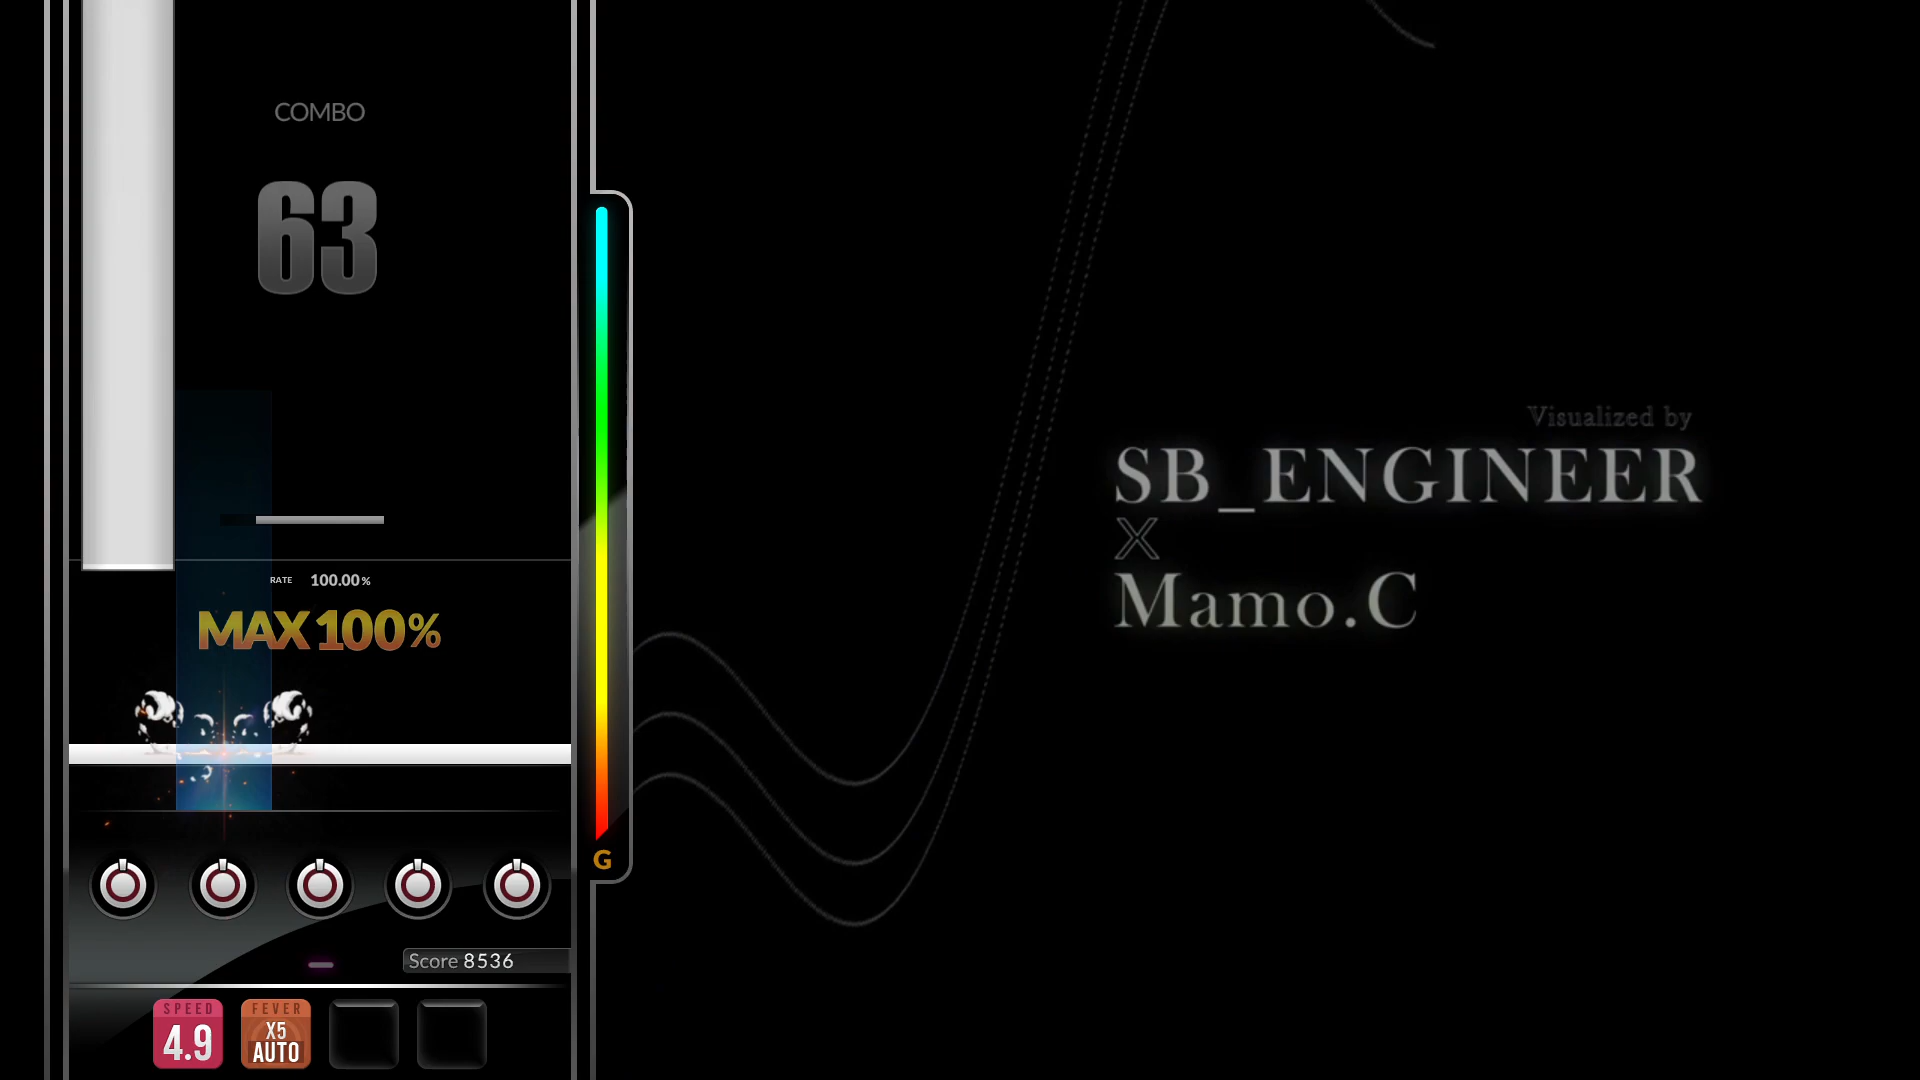 COMBO
63
RATE 100.00%
MAX 100%
G
Score 8536
SPEED
4.9
FEVER
X5
AUTO
Visualized by
SB_ENGINEER
X
Mamo.C